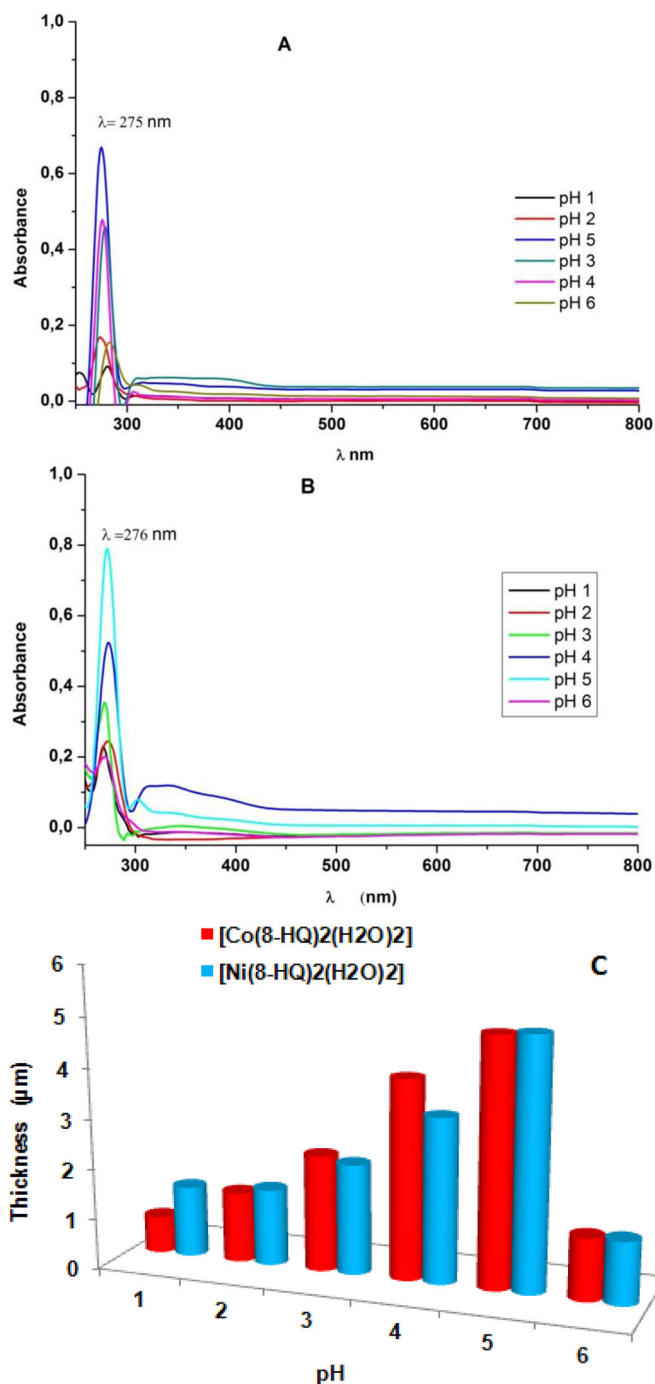 1,0
A
0,8
λ= 275 nm
0,6
0,4
0,2
0,0
Absorbance
pH 1
pH 2
pH 5
pH 3
pH 4
pH 6
300 400 500 600 700 800
λ nm
1,0
B
λ =276 nm
0,8
0,6
0,4
0,2
0,0
Absorbance
pH 1
pH 2
pH 3
pH 4
pH 5
pH 6
300 400 500 600 700 800
λ (nm)
[Co(8-HQ)2(H2O)2]
[Ni(8-HQ)2(H2O)2]
C
6
5
4
3
2
1
0
Thickness (µm)
1 2 3 4 5 6
pH